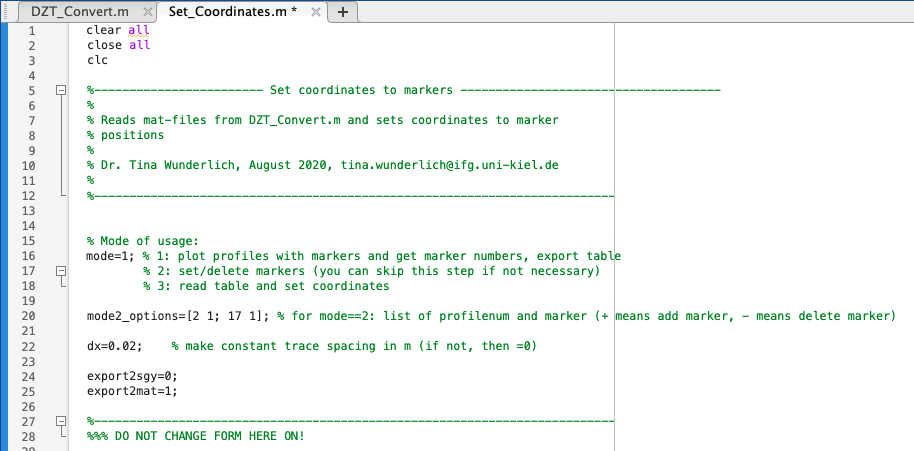 DZT_Convert.m × Set_Coordinates.m * × +
1 clear all
2 close all
3 clc
4
5 %------------------------ Set coordinates to markers -------------------------------------
6 %
7 % Reads mat-files from DZT_Convert.m and sets coordinates to marker
8 % positions
9 %
10 % Dr. Tina Wunderlich, August 2020, tina.wunderlich@ifg.uni-kiel.de
11 %
12 %--------------------------------------------------------------------------
13
14
15 % Mode of usage:
16 mode=1; % 1: plot profiles with markers and get marker numbers, export table
17 % 2: set/delete markers (you can skip this step if not necessary)
18 % 3: read table and set coordinates
19
20 mode2_options=[2 1; 17 1]; % for mode==2: list of profilenum and marker (+ means add marker, - means delete marker)
21
22 dx=0.02; % make constant trace spacing in m (if not, then =0)
23
24 export2sgy=0;
25 export2mat=1;
26
27 %--------------------------------------------------------------------------
28 %%% DO NOT CHANGE FORM HERE ON!